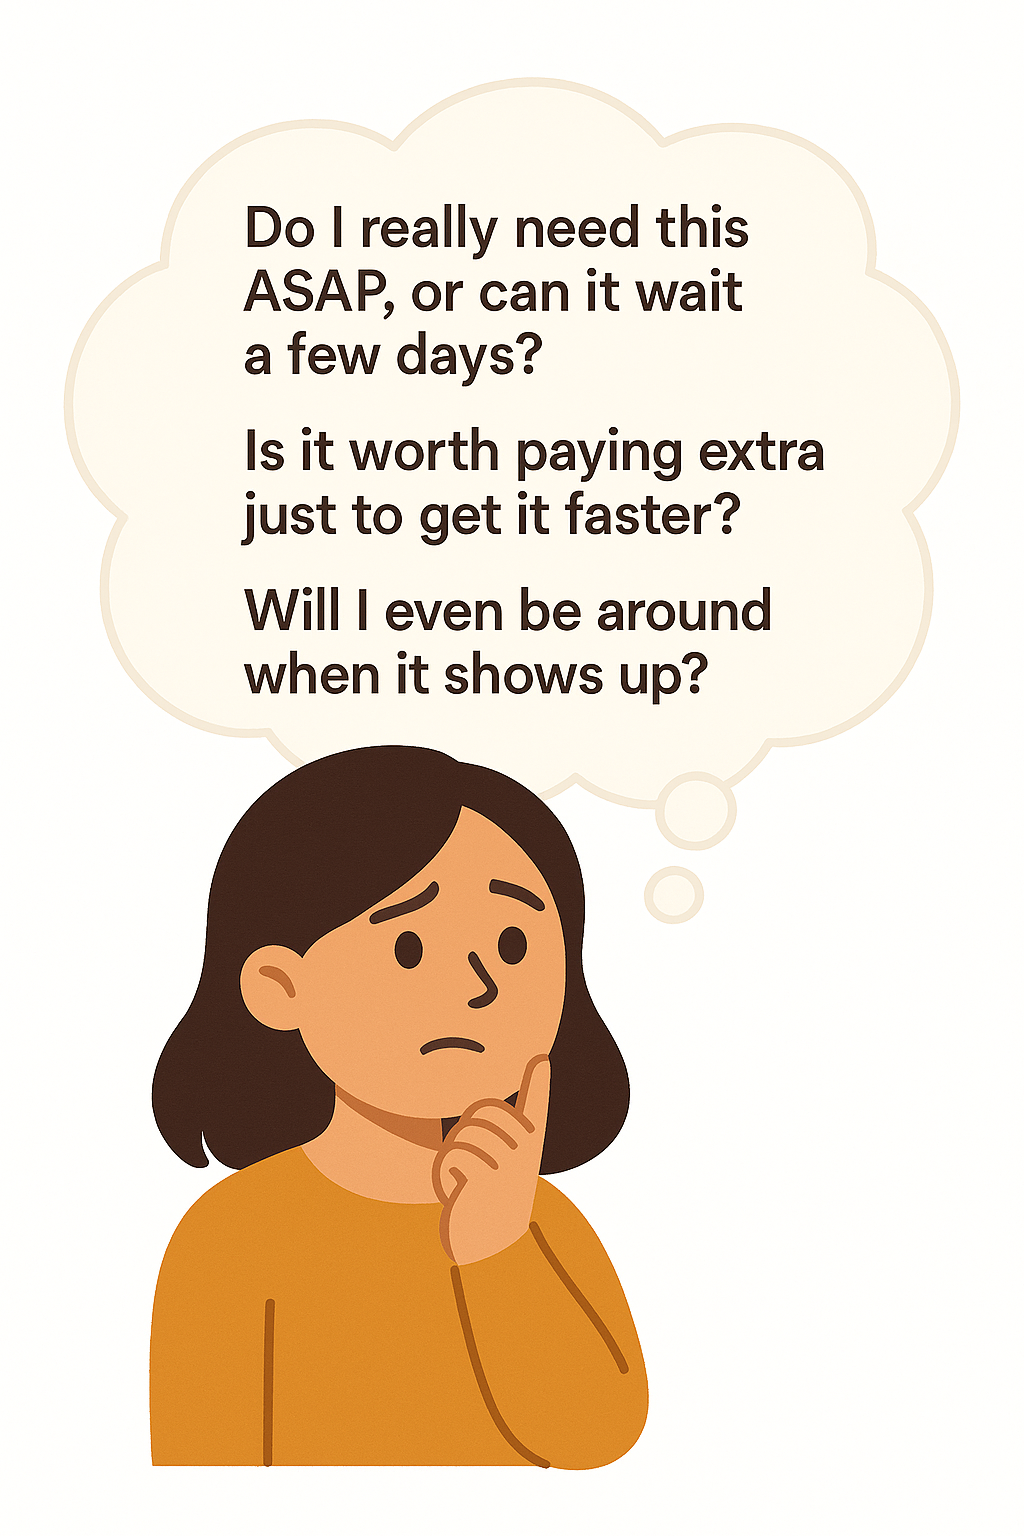 Do I really need this
ASAP, or can it wait
a few days?
Is it worth paying extra
just to get it faster?
Will I even be around
when it shows up?